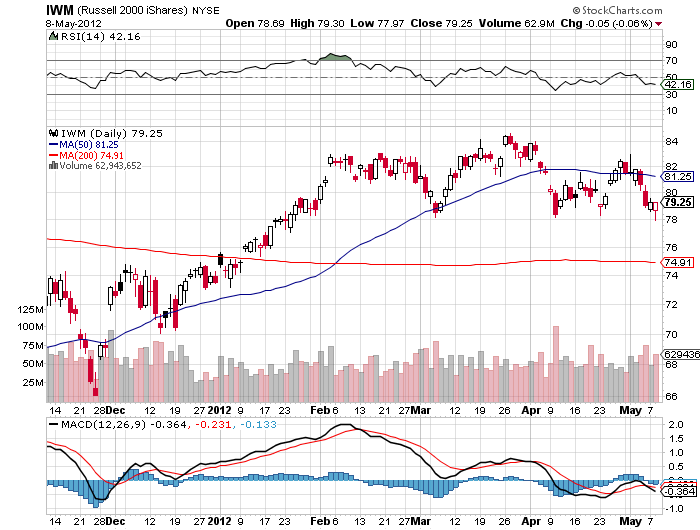 IWM (Russell 2000 iShares) NYSE © StockCharts.com
8-May-2012 Open 78.69 High 79.30 Low 77.97 Close 79.25 Volume 62.9M Chg -0.05 (-0.06%)
RSI(14) 42.16
90
70
50
42.16
30
10
IWM (Daily) 79.25
MA(50) 81.25
MA(200) 74.91
Volume 62,943,652
84
82
81.25
80
79.25
78
76
74.91
74
72
70
68
66
125M
100M
75M
50M
25M
629436
14 21 28 Dec 12 19 27 2012 9 17 23 Feb 6 13 21 27 Mar 12 19 26 Apr 9 16 23 May 7
MACD(12,26,9) -0.364, -0.231, -0.133
2.0
1.5
1.0
0.5
0.0
-0.364
-0.5
-1.0
14 21 28 Dec 12 19 27 2012 9 17 23 Feb 6 13 21 27 Mar 12 19 26 Apr 9 16 23 May 7